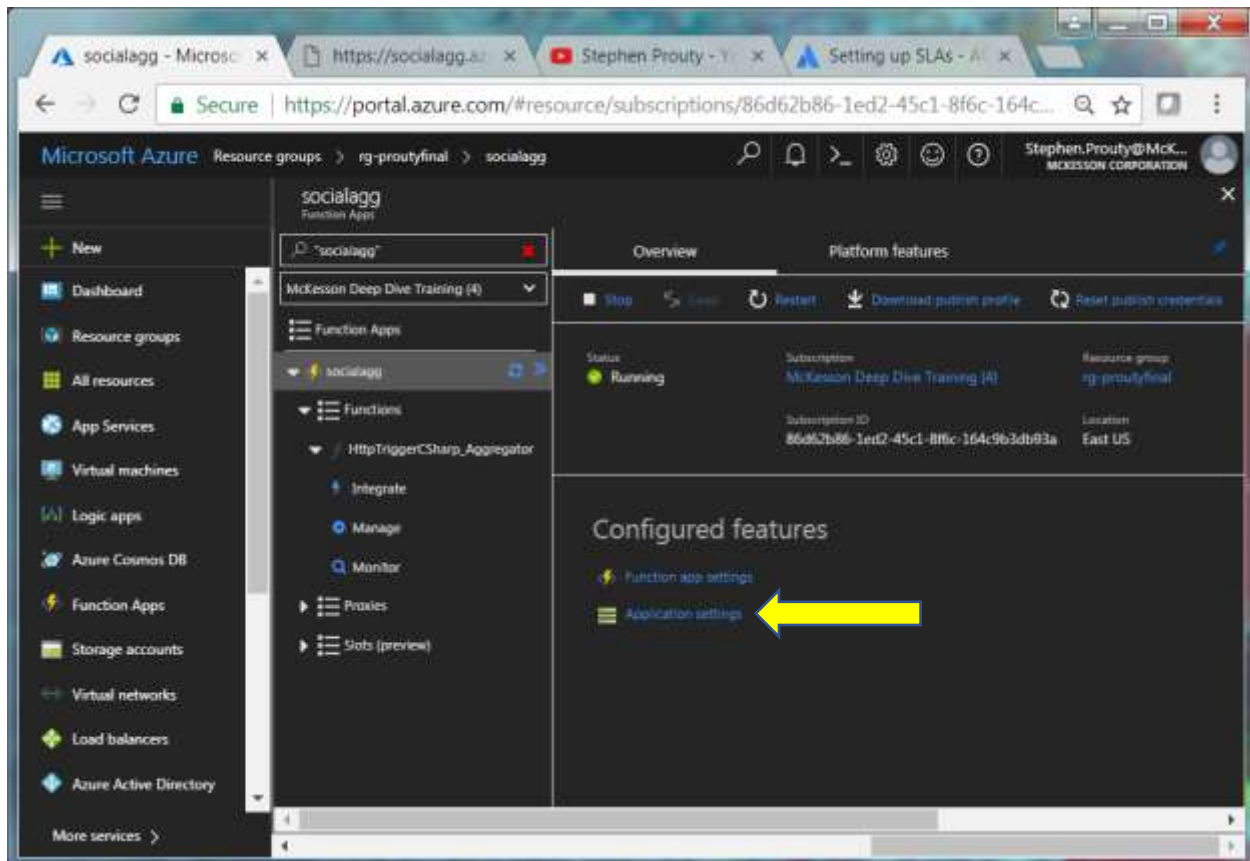 socialagg - Microsc
https://socialagg.az
Stephen Prouty - Y
Setting up SLAs - A
Secure
https://portal.azure.com/#resource/subscriptions/86d62b86-1ed2-45c1-8f6c-164c...
Microsoft Azure Resource groups > rg-proutyfinal > socialagg
Stephen.Prouty@McK...
MCKESSON CORPORATION
socialagg
Function Apps
New
Dashboard
Resource groups
All resources
App Services
Virtual machines
Logic apps
Azure Cosmos DB
Function Apps
Storage accounts
Virtual networks
Load balancers
Azure Active Directory
More services >
"socialagg"
McKesson Deep Dive Training (4)
Function Apps
socialagg
Functions
HttpTriggerCSharp_Aggregator
Integrate
Manage
Monitor
Proxies
Slots (preview)
Overview
Platform features
Stop
Swap
Restart
Download publish profile
Reset publish credentials
Status
Running
Subscription
McKesson Deep Dive Training (4)
Resource group
rg-proutyfinal
Subscription ID
86d62b86-1ed2-45c1-8f6c-164c9b3db93a
Location
East US
Configured features
Function app settings
Application settings